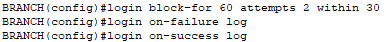 BRANCH(config)#login block-for 60 attempts 2 within 30
BRANCH(config)#login on-failure log
BRANCH(config)#login on-success log